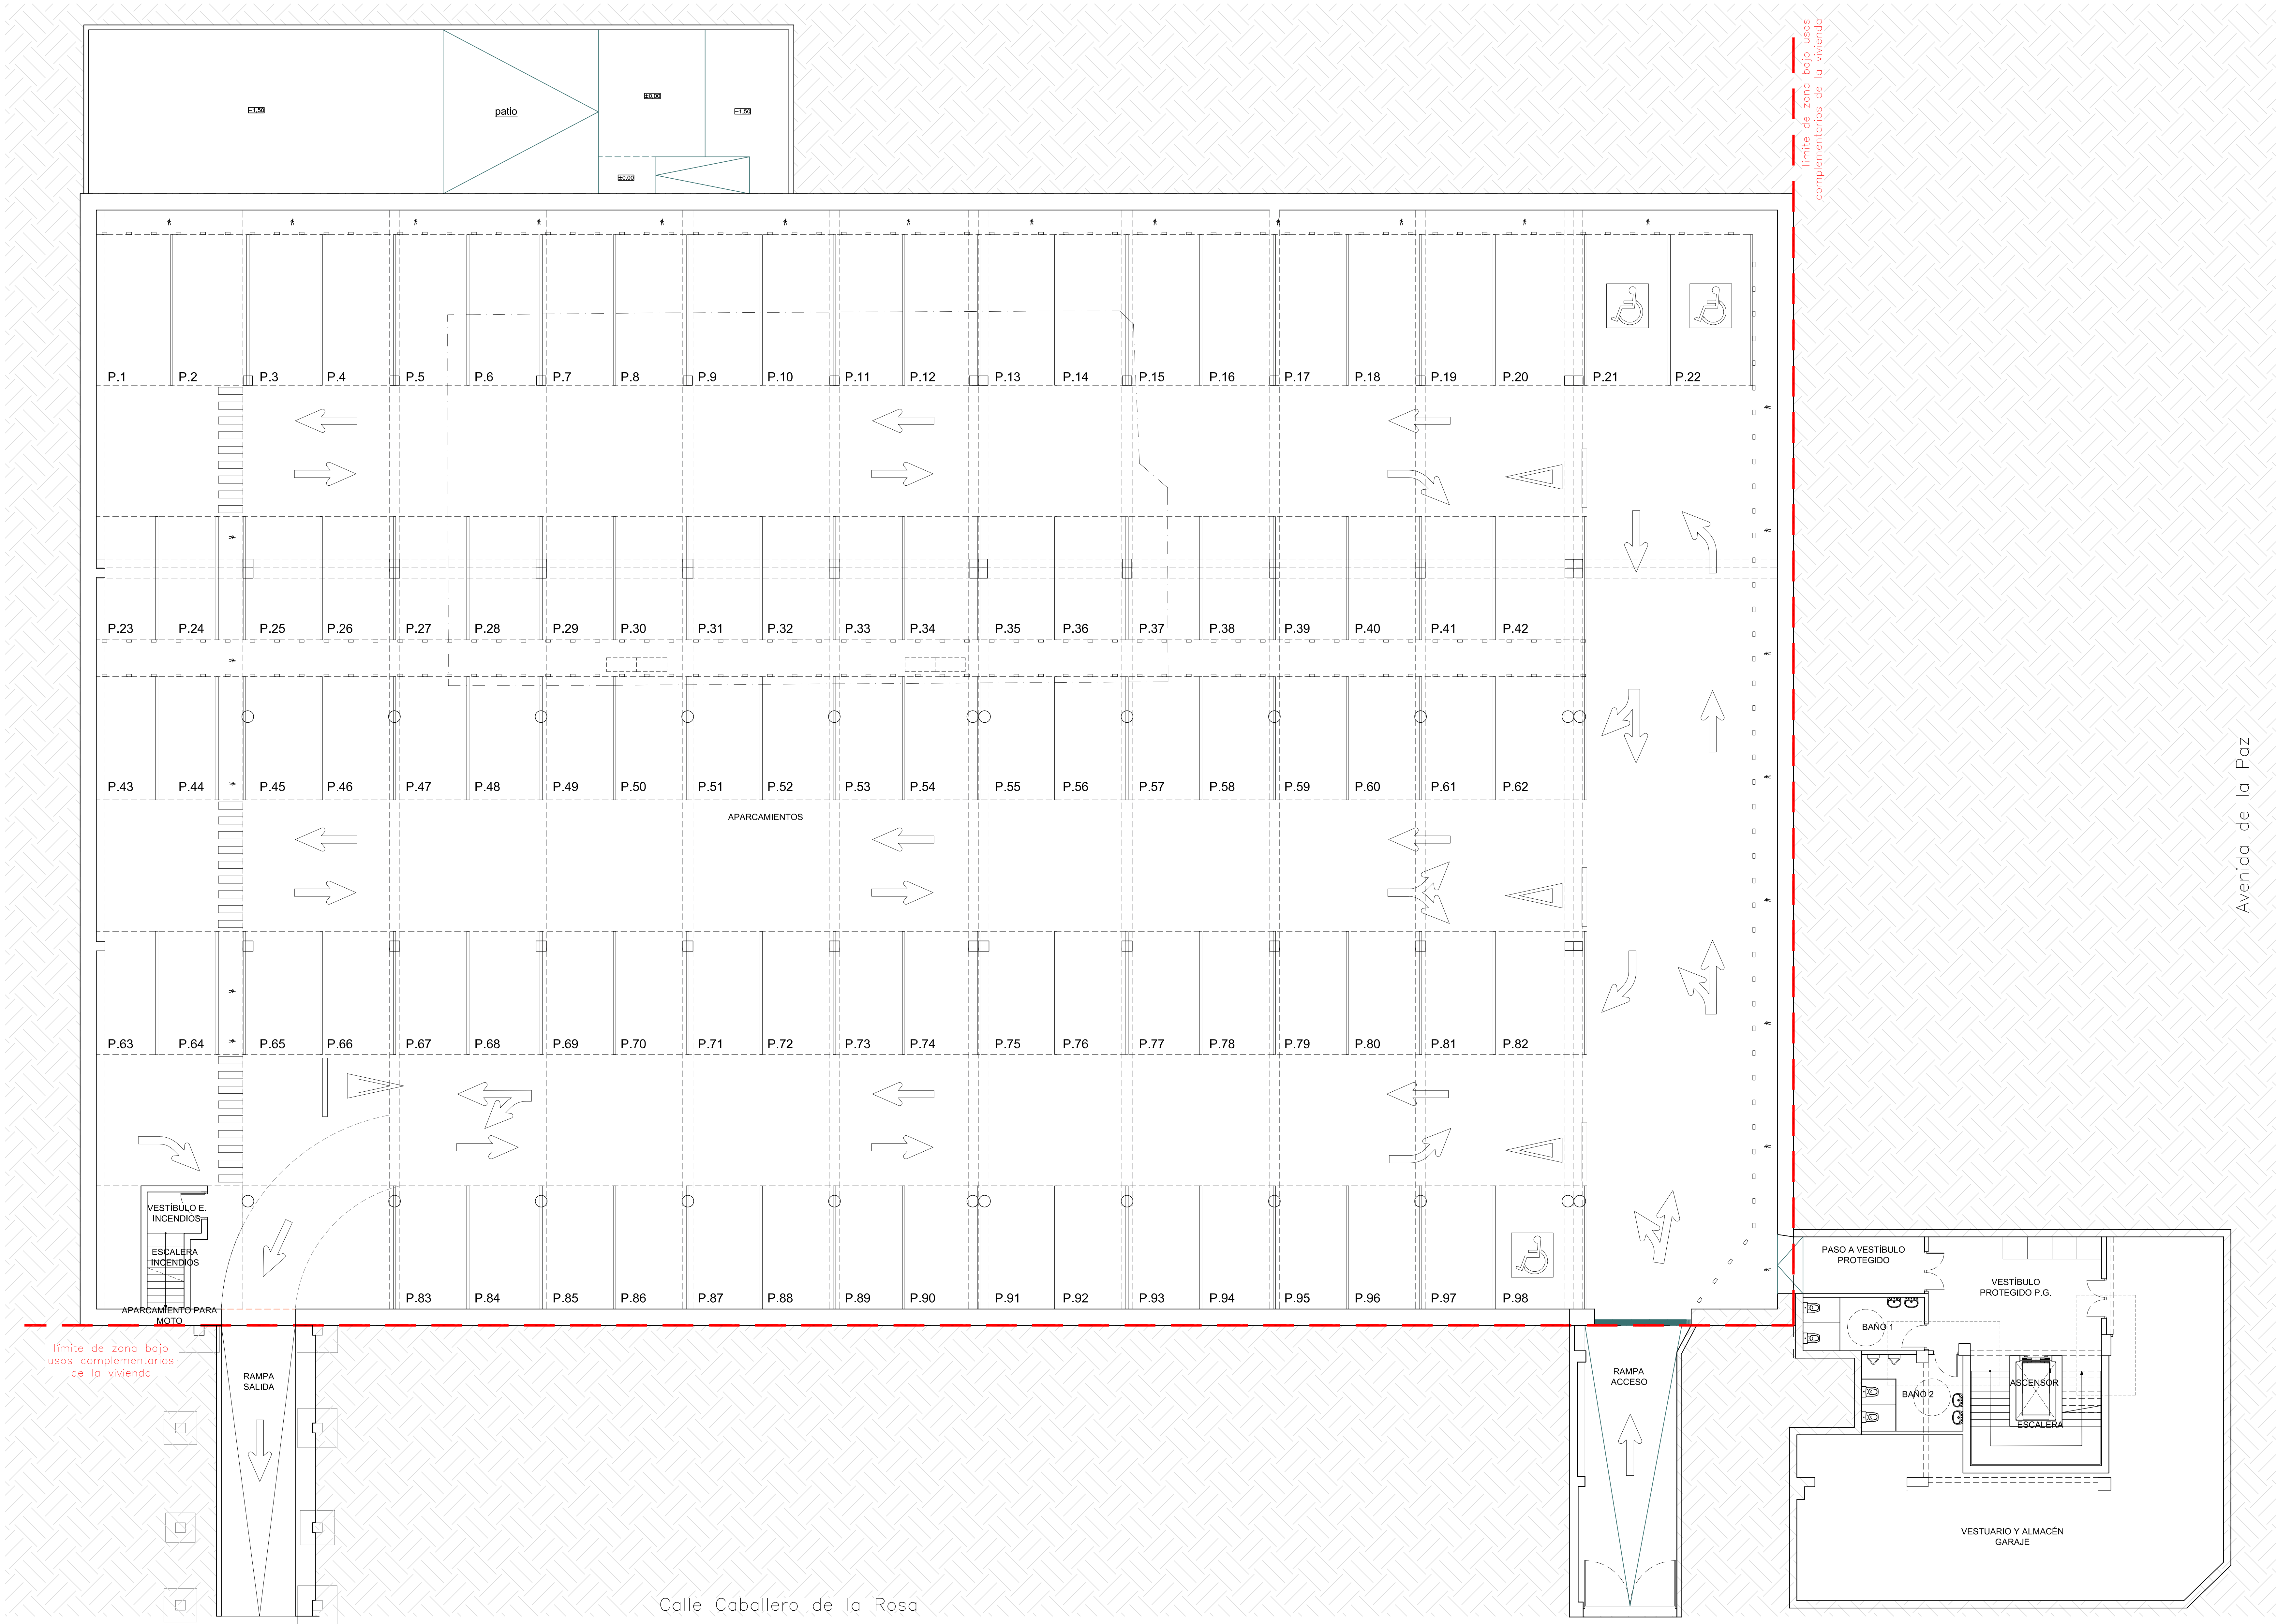 límite de zona bajo usos
complementarios de la vivienda
-1,50
patio
±0,00
-1,50
±0,00
P.1
P.2
P.3
P.4
P.5
P.6
P.7
P.8
P.9
P.10
P.11
P.12
P.13
P.14
P.15
P.16
P.17
P.18
P.19
P.20
P.21
P.22
P.23
P.24
P.25
P.26
P.27
P.28
P.29
P.30
P.31
P.32
P.33
P.34
P.35
P.36
P.37
P.38
P.39
P.40
P.41
P.42
P.43
P.44
P.45
P.46
P.47
P.48
P.49
P.50
P.51
P.52
P.53
P.54
P.55
P.56
P.57
P.58
P.59
P.60
P.61
P.62
APARCAMIENTOS
Avenida de la Paz
P.63
P.64
P.65
P.66
P.67
P.68
P.69
P.70
P.71
P.72
P.73
P.74
P.75
P.76
P.77
P.78
P.79
P.80
P.81
P.82
VESTÍBULO E.
INCENDIOS
ESCALERA
INCENDIOS
APARCAMIENTO PARA
MOTO
P.83
P.84
P.85
P.86
P.87
P.88
P.89
P.90
P.91
P.92
P.93
P.94
P.95
P.96
P.97
P.98
PASO A VESTÍBULO
PROTEGIDO
VESTÍBULO
PROTEGIDO P.G.
BAÑO 1
BAÑO 2
ASCENSOR
ESCALERA
límite de zona bajo
usos complementarios
de la vivienda
RAMPA
SALIDA
RAMPA
ACCESO
VESTUARIO Y ALMACÉN
GARAJE
Calle Caballero de la Rosa